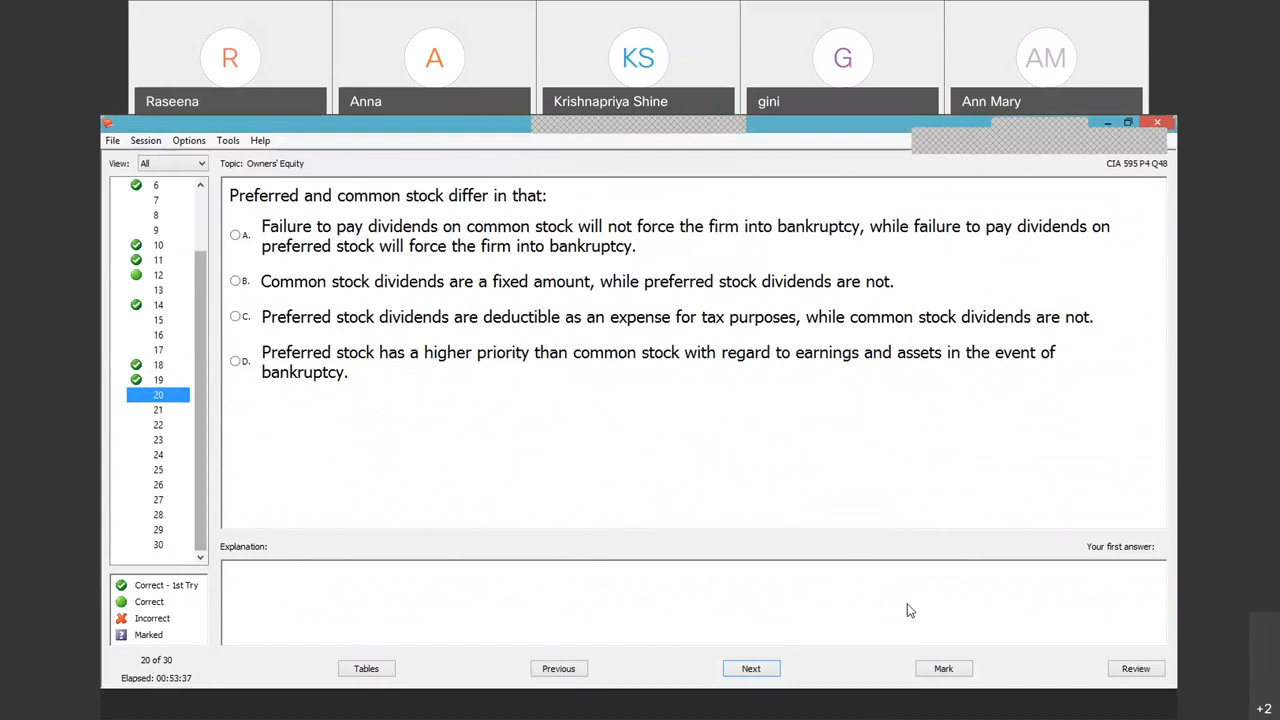 R
A
KS
G
AM
Raseena
Anna
Krishnapriya Shine
gini
Ann Mary
File Session Options Tools Help
View: All
Topic: Owners' Equity
CIA 595 P4 Q48
6
7
8
9
10
11
12
13
14
15
16
17
18
19
20
21
22
23
24
25
26
27
28
29
30
Preferred and common stock differ in that:
A. Failure to pay dividends on common stock will not force the firm into bankruptcy, while failure to pay dividends on
preferred stock will force the firm into bankruptcy.
B. Common stock dividends are a fixed amount, while preferred stock dividends are not.
C. Preferred stock dividends are deductible as an expense for tax purposes, while common stock dividends are not.
D. Preferred stock has a higher priority than common stock with regard to earnings and assets in the event of
bankruptcy.
Explanation:
Your first answer:
Correct - 1st Try
Correct
Incorrect
Marked
20 of 30
Elapsed: 00:53:37
Tables
Previous
Next
Mark
Review
+2